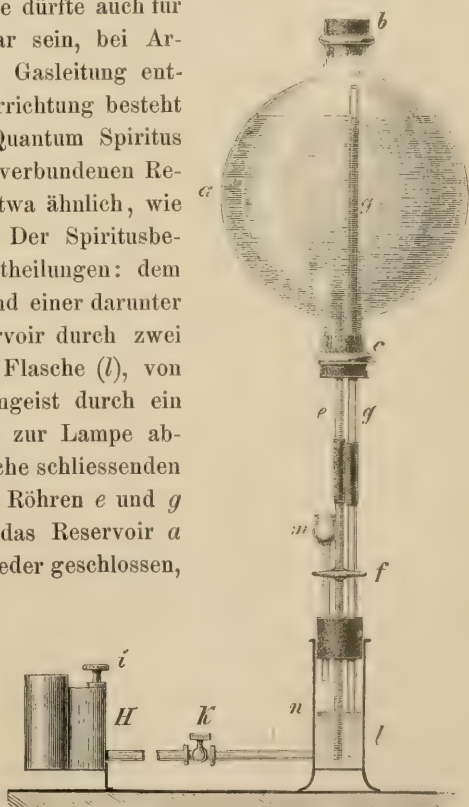 e dürfte auch für
ar sein, bei Ar-
Gasleitung ent-
rrichtung besteht
Quantum Spiritus
verbundenen Re-
twa ähnlich, wie
Der Spiritusbe-
theilungen: dem
nd einer darunter
rvoir durch zwei
Flasche (l), von
ngeist durch ein
zur Lampe ab-
che schliessenden
Röhren e und g
das Reservoir a
eder geschlossen,
b
a
g
c
e g
m
f
i
H K n l